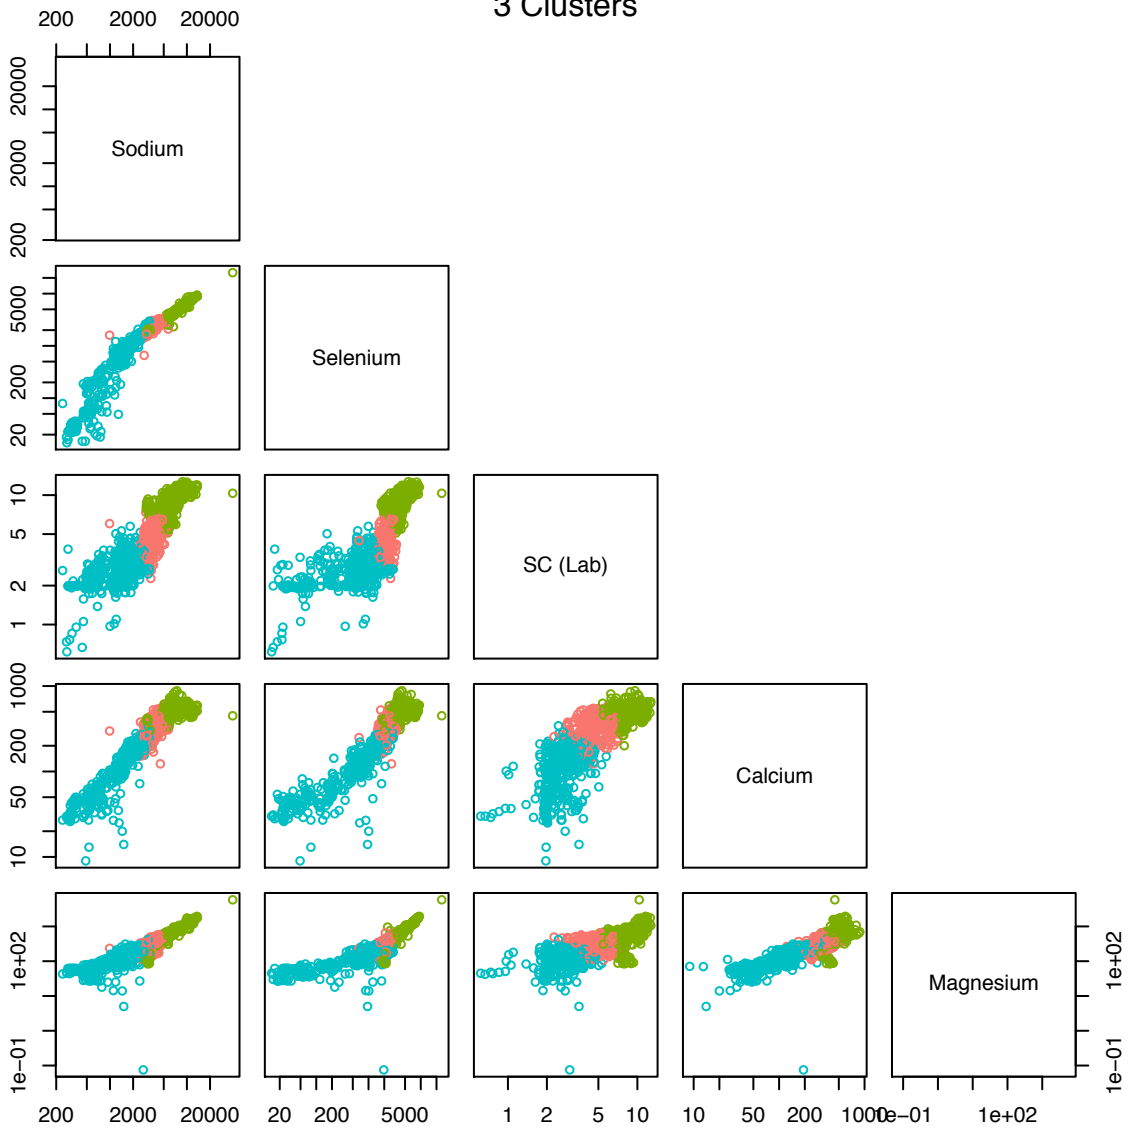 3 Clusters
200 2000 20000
20000
2000
200
Sodium
5000
200
20
Selenium
10
5
2
1
SC (Lab)
1000
200
50
10
Calcium
1e+02
1e−01
Magnesium
1e+02
1e−01
200 2000 20000
20 200 5000
1 2 5 10
10 50 200 1000
1e−01 1e+02